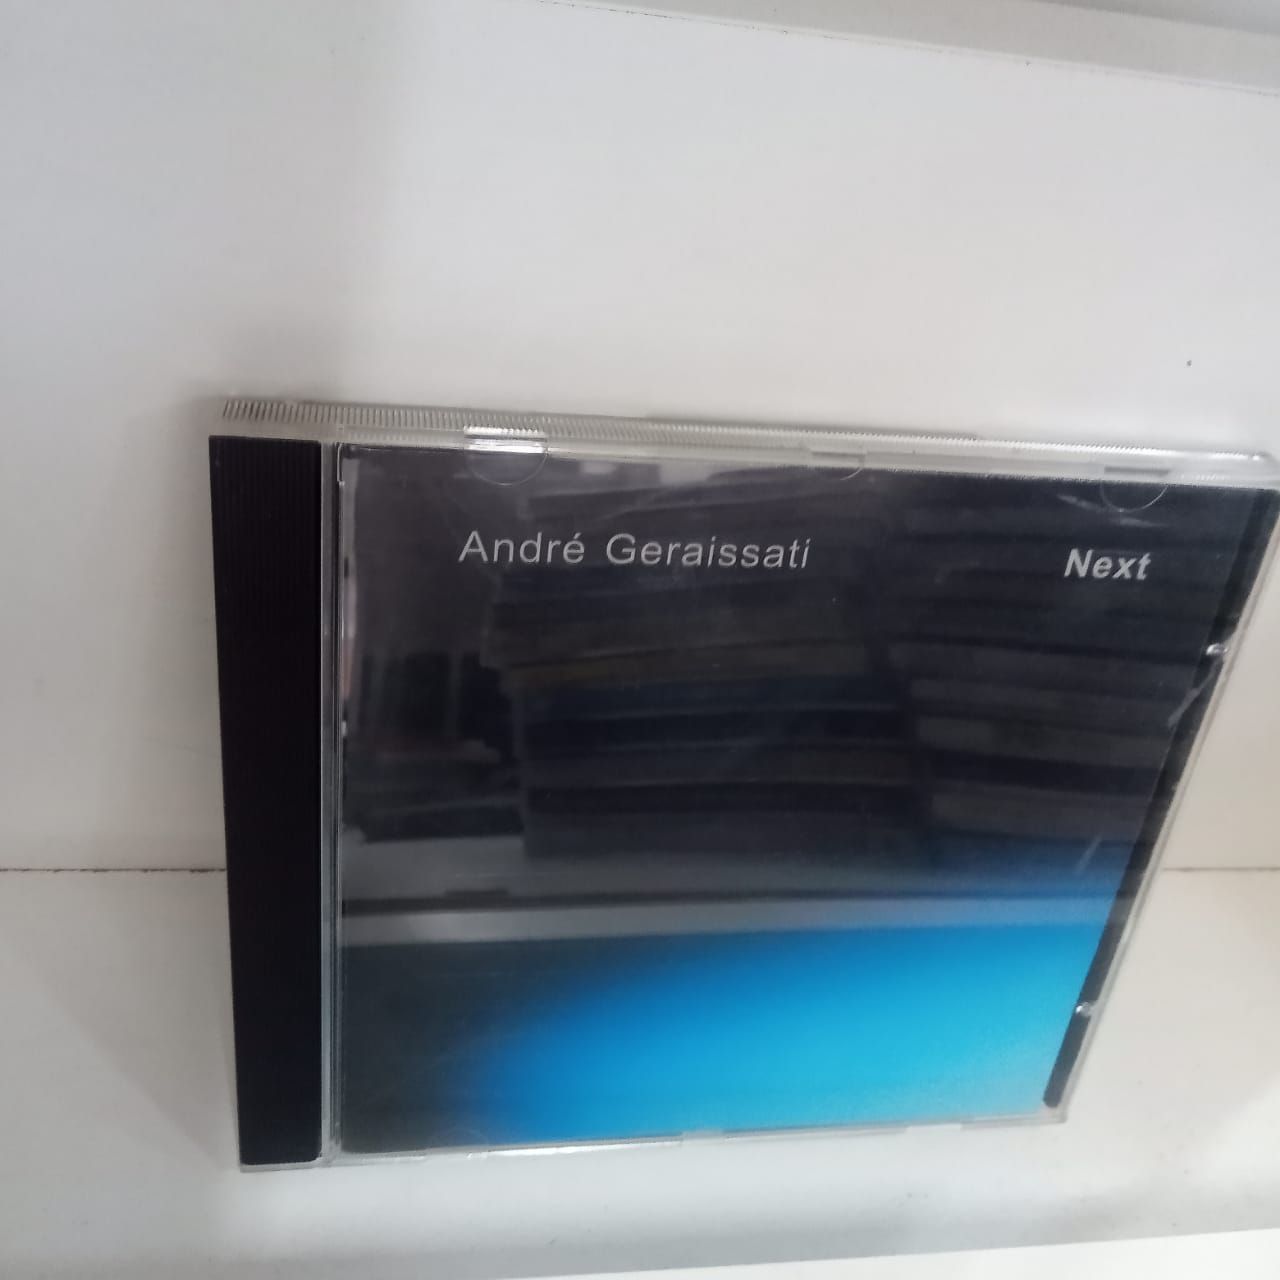 André Geraissati Next